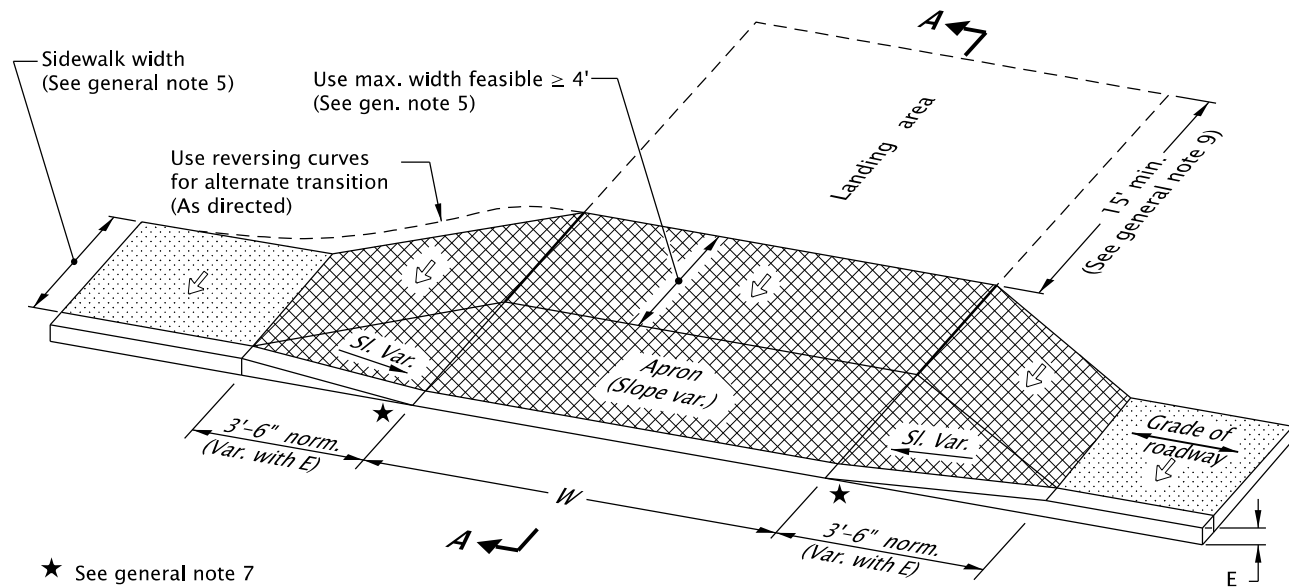 A
Sidewalk width
(See general note 5)
Use max. width feasible ≥ 4'
(See gen. note 5)
Landing area
15' min.
(See general note 9)
Use reversing curves
for alternate transition
(As directed)
Sl. Var.
Apron
(Slope var.)
Sl. Var.
Grade of
roadway
3'-6" norm.
(Var. with E)
W
3'-6" norm.
(Var. with E)
A
E
★ See general note 7